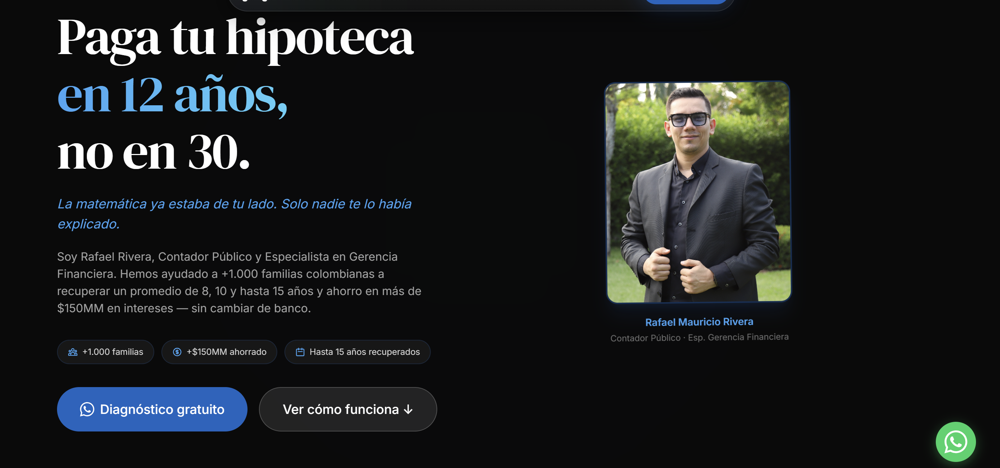 Paga tu hipoteca
en 12 años,
no en 30.
La matemática ya estaba de tu lado. Solo nadie te lo había
explicado.
Soy Rafael Rivera, Contador Público y Especialista en Gerencia
Financiera. Hemos ayudado a +1.000 familias colombianas a
recuperar un promedio de 8, 10 y hasta 15 años y ahorro en más de
$150MM en intereses — sin cambiar de banco.
+1.000 familias
+$150MM ahorrado
Hasta 15 años recuperados
Diagnóstico gratuito
Ver cómo funciona ↓
Rafael Mauricio Rivera
Contador Público · Esp. Gerencia Financiera